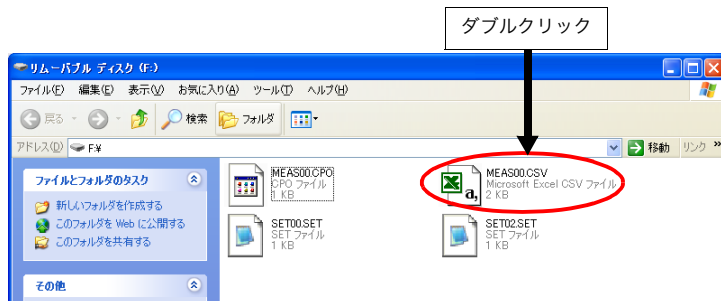 ダブルクリック
リムーバブル ディスク (F:)
ファイル(F) 編集(E) 表示(V) お気に入り(A) ツール(T) ヘルプ(H)
戻る 検索 フォルダ
アドレス(D) F:¥ 移動 リンク »
ファイルとフォルダのタスク
新しいフォルダを作成する
このフォルダを Web に公開する
このフォルダを共有する
その他
MEAS00.CPO
CPO ファイル
1 KB
MEAS00.CSV
Microsoft Excel CSV ファイル
2 KB
SET00.SET
SET ファイル
1 KB
SET02.SET
SET ファイル
1 KB